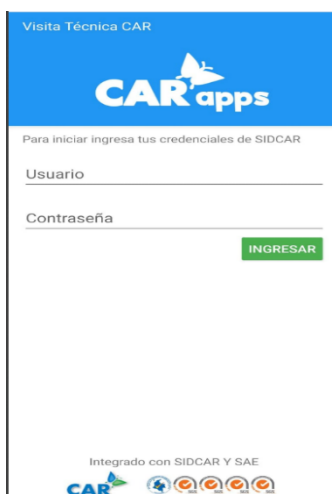 Visita Técnica CAR
CAR apps
Para iniciar ingresa tus credenciales de SIDCAR
Usuario
Contraseña
INGRESAR
Integrado con SIDCAR Y SAE
CAR